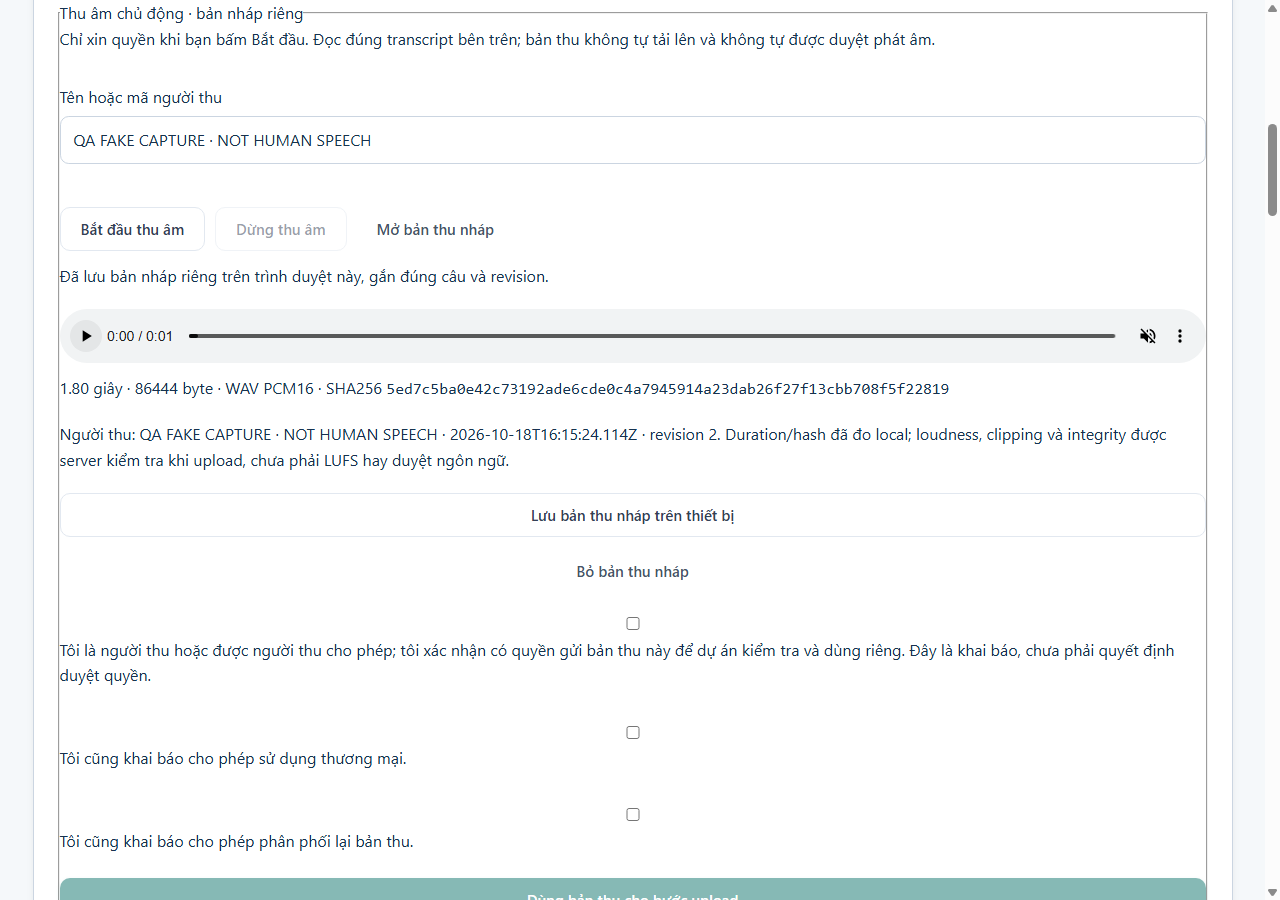 Thu âm chủ động · bản nháp riêng
Chỉ xin quyền khi bạn bấm Bắt đầu. Đọc đúng transcript bên trên; bản thu không tự tải lên và không tự được duyệt phát âm.
Tên hoặc mã người thu
QA FAKE CAPTURE · NOT HUMAN SPEECH
Bắt đầu thu âm Dừng thu âm Mở bản thu nháp
Đã lưu bản nháp riêng trên trình duyệt này, gắn đúng câu và revision.
0:00 / 0:01
1.80 giây · 86444 byte · WAV PCM16 · SHA256 5ed7c5ba0e42c73192ade6cde0c4a7945914a23dab26f27f13cbb708f5f22819
Người thu: QA FAKE CAPTURE · NOT HUMAN SPEECH · 2026-10-18T16:15:24.114Z · revision 2. Duration/hash đã đo local; loudness, clipping và integrity được
server kiểm tra khi upload, chưa phải LUFS hay duyệt ngôn ngữ.
Lưu bản thu nháp trên thiết bị
Bỏ bản thu nháp
Tôi là người thu hoặc được người thu cho phép; tôi xác nhận có quyền gửi bản thu này để dự án kiểm tra và dùng riêng. Đây là khai báo, chưa phải quyết định
duyệt quyền.
Tôi cũng khai báo cho phép sử dụng thương mại.
Tôi cũng khai báo cho phép phân phối lại bản thu.
Dùng bản thu cho bước upload